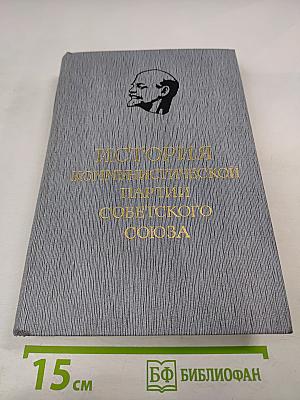 ИСТОРИЯ
КОММУНИСТИЧЕСКОЙ
ПАРТИИ
СОВЕТСКОГО
СОЮЗА
15 см
БФ БИБЛИОФАН